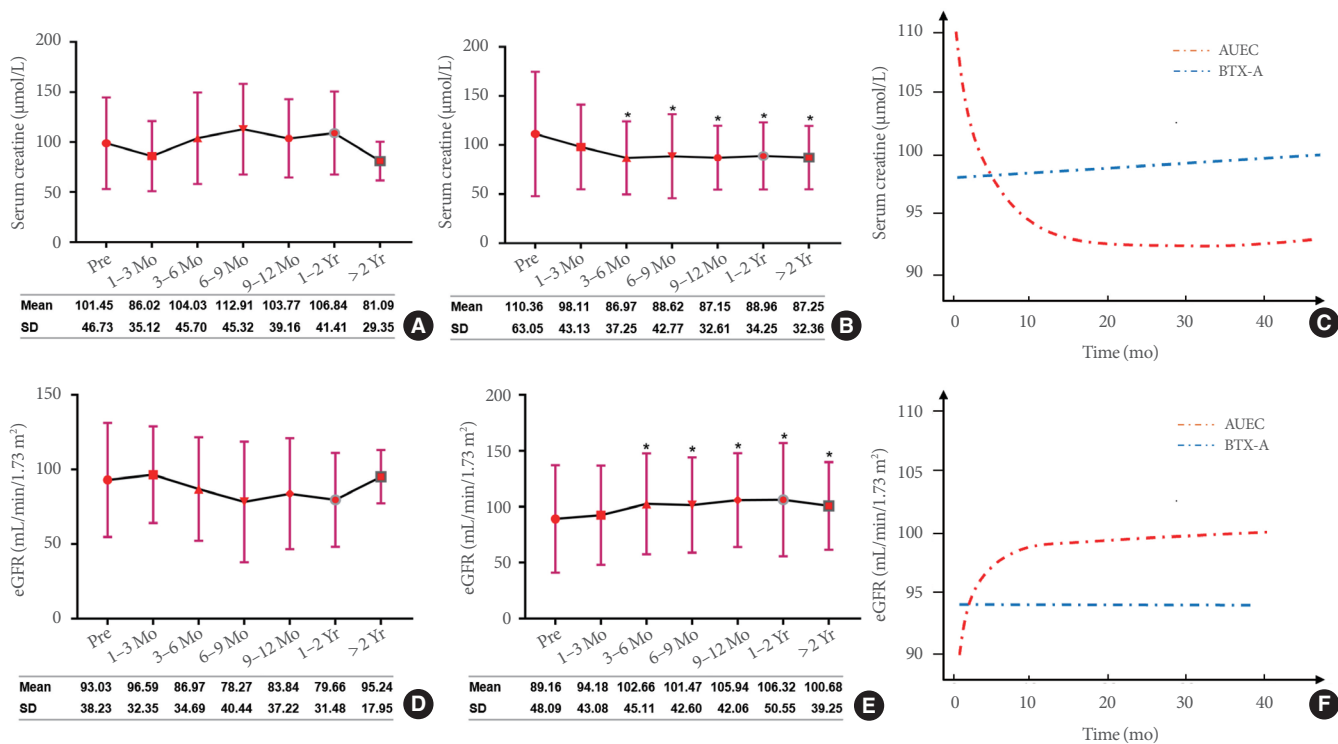 200
150
100
50
0
Serum creatine (μmol/L)
Pre
1–3 Mo
3–6 Mo
6–9 Mo
9–12 Mo
1–2 Yr
>2 Yr
Mean 101.45 86.02 104.03 112.91 103.77 106.84 81.09
SD 46.73 35.12 45.70 45.32 39.16 41.41 29.35
A
200
150
100
50
0
Serum creatine (μmol/L)
* * * * *
Pre
1–3 Mo
3–6 Mo
6–9 Mo
9–12 Mo
1–2 Yr
>2 Yr
Mean 110.36 98.11 86.97 88.62 87.15 88.96 87.25
SD 63.05 43.13 37.25 42.77 32.61 34.25 32.36
B
110
105
100
95
90
Serum creatine (μmol/L)
AUEC
BTX-A
0 10 20 30 40
Time (mo)
C
150
100
50
0
eGFR (mL/min/1.73 m²)
Pre
1–3 Mo
3–6 Mo
6–9 Mo
9–12 Mo
1–2 Yr
>2 Yr
Mean 93.03 96.59 86.97 78.27 83.84 79.66 95.24
SD 38.23 32.35 34.69 40.44 37.22 31.48 17.95
D
200
150
100
50
0
eGFR (mL/min/1.73 m²)
* * * * *
Pre
1–3 Mo
3–6 Mo
6–9 Mo
9–12 Mo
1–2 Yr
>2 Yr
Mean 89.16 94.18 102.66 101.47 105.94 106.32 100.68
SD 48.09 43.08 45.11 42.60 42.06 50.55 39.25
E
110
105
100
94
90
eGFR (mL/min/1.73 m²)
AUEC
BTX-A
0 10 20 30 40
Time (mo)
F